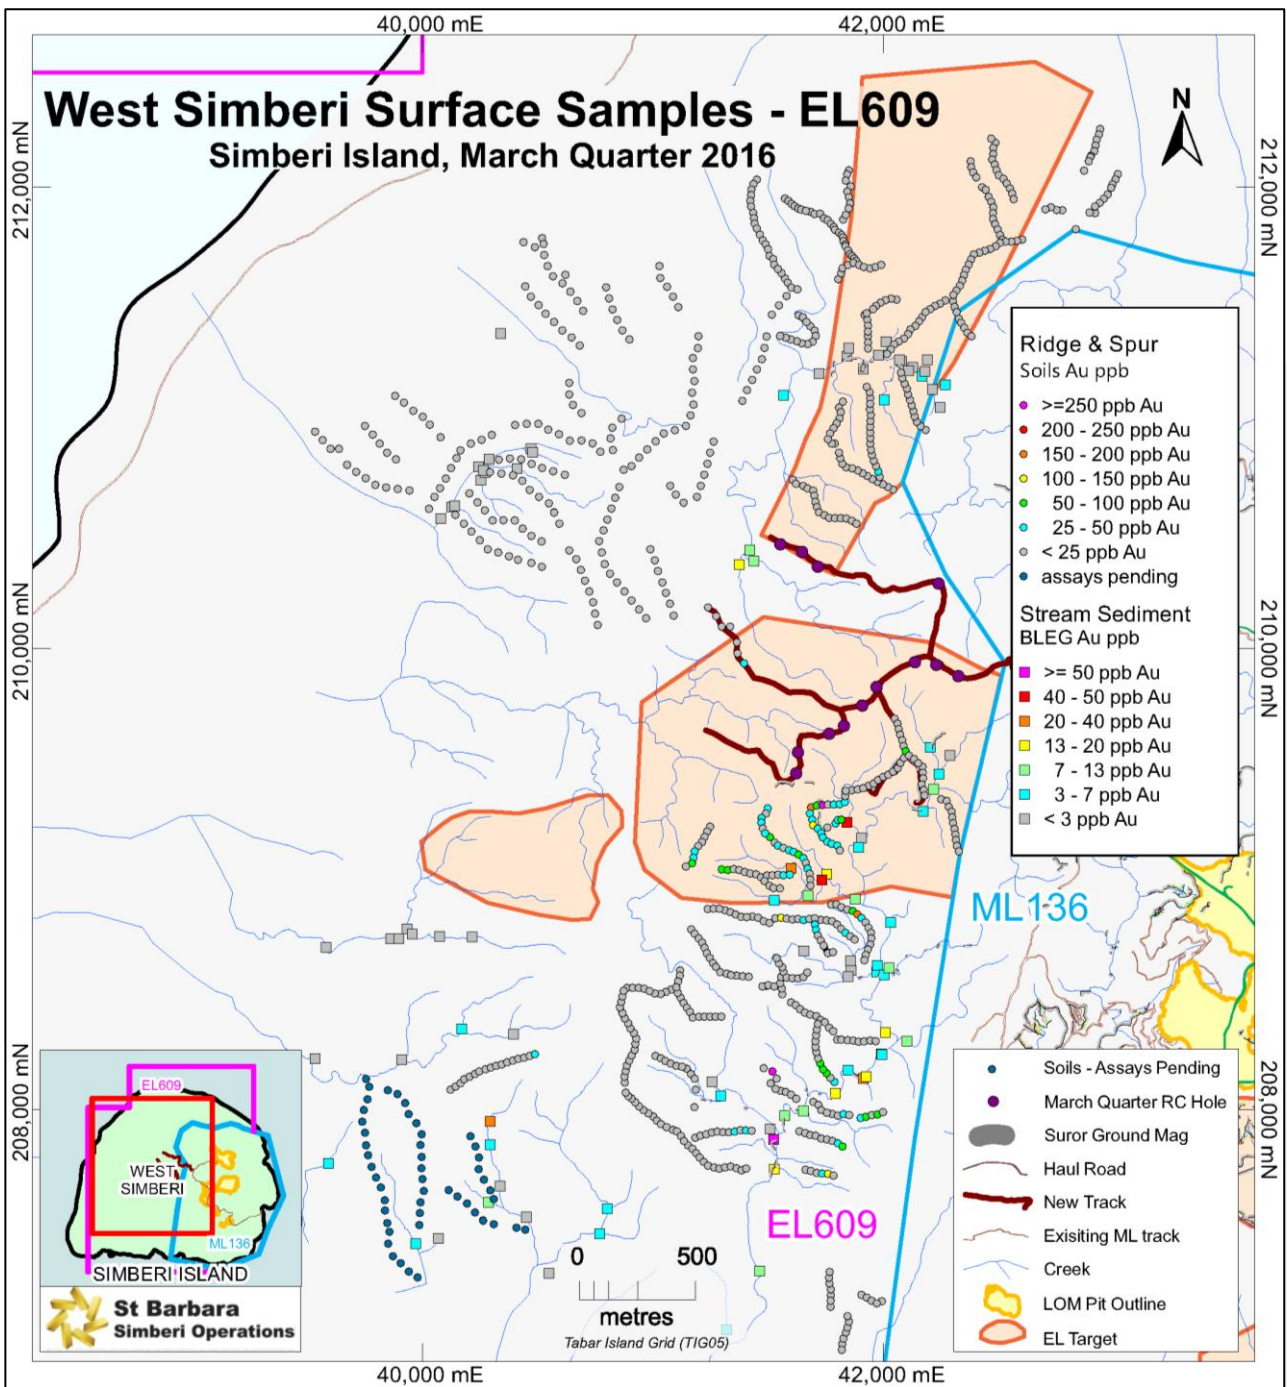 40,000 mE
42,000 mE
West Simberi Surface Samples - EL609
Simberi Island, March Quarter 2016
N
212,000 mN
212,000 mN
Ridge & Spur
Soils Au ppb
>=250 ppb Au
200 - 250 ppb Au
150 - 200 ppb Au
100 - 150 ppb Au
50 - 100 ppb Au
25 - 50 ppb Au
< 25 ppb Au
assays pending
Stream Sediment
BLEG Au ppb
>= 50 ppb Au
40 - 50 ppb Au
20 - 40 ppb Au
13 - 20 ppb Au
7 - 13 ppb Au
3 - 7 ppb Au
< 3 ppb Au
210,000 mN
210,000 mN
ML136
208,000 mN
208,000 mN
Soils - Assays Pending
March Quarter RC Hole
Suror Ground Mag
Haul Road
New Track
Exisiting ML track
Creek
LOM Pit Outline
EL Target
EL609
EL609
WEST
SIMBERI
ML136
SIMBERI ISLAND
St Barbara
Simberi Operations
0 500
metres
Tabar Island Grid (TIG05)
40,000 mE
42,000 mE